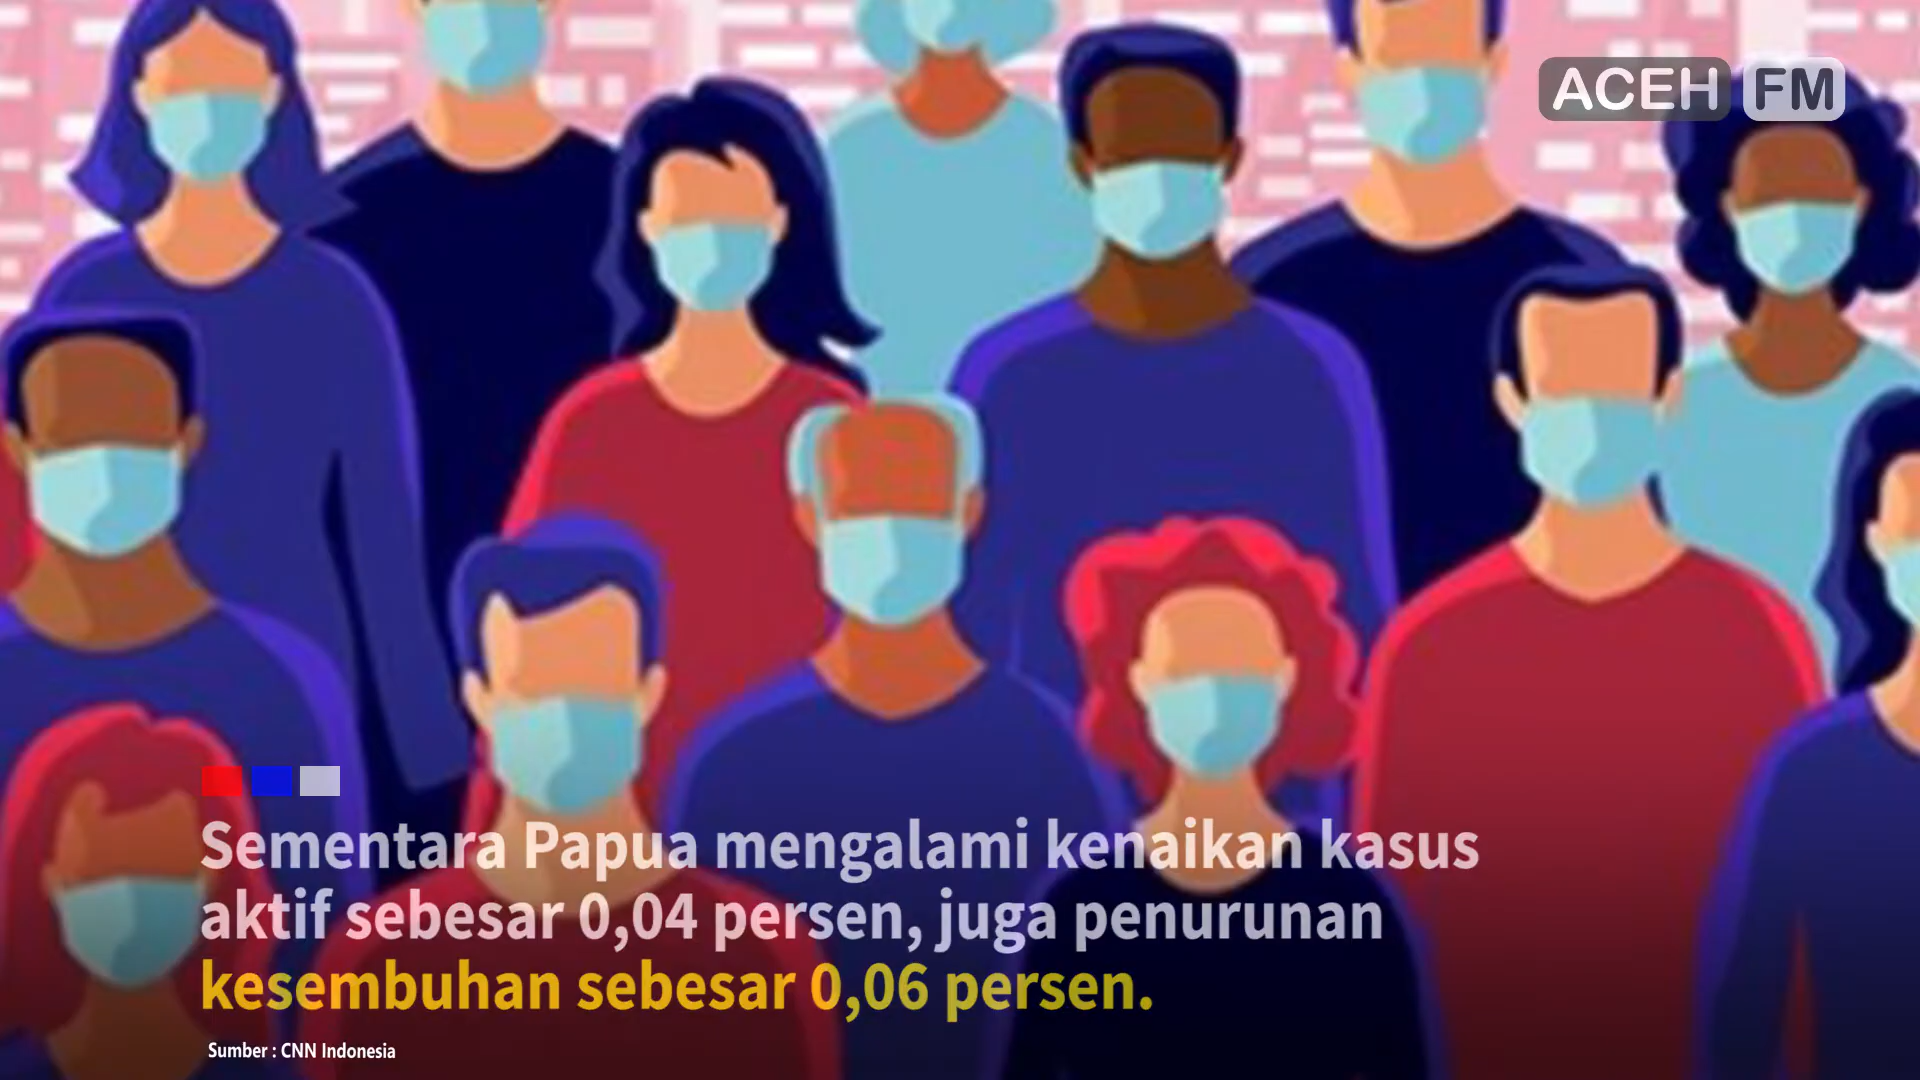 ACEH FM
Sementara Papua mengalami kenaikan kasus
aktif sebesar 0,04 persen, juga penurunan
kesembuhan sebesar 0,06 persen.
Sumber : CNN Indonesia